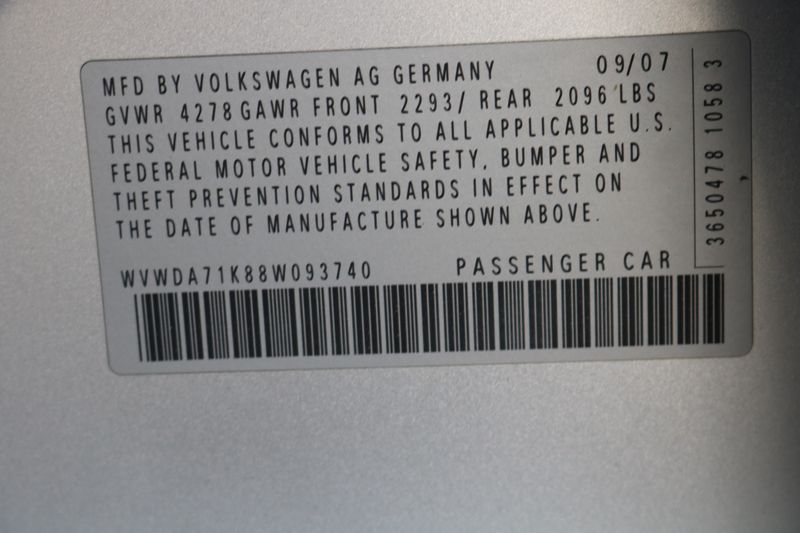 MFD BY VOLKSWAGEN AG GERMANY 09/07
GVWR 4278 GAWR FRONT 2293/ REAR 2096 LBS
THIS VEHICLE CONFORMS TO ALL APPLICABLE U.S.
FEDERAL MOTOR VEHICLE SAFETY, BUMPER AND
THEFT PREVENTION STANDARDS IN EFFECT ON
THE DATE OF MANUFACTURE SHOWN ABOVE.
WVWDA71K88W093740 PASSENGER CAR
3650478 1058 3